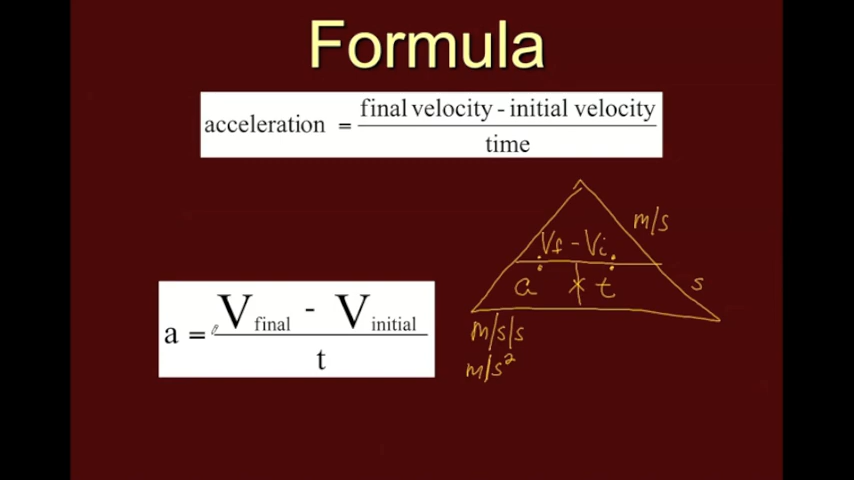 Formula
acceleration = final velocity - initial velocity
time
m/s
Vf - Vi
a * t
s
a = V final - V initial
t
m/s/s
m/s²